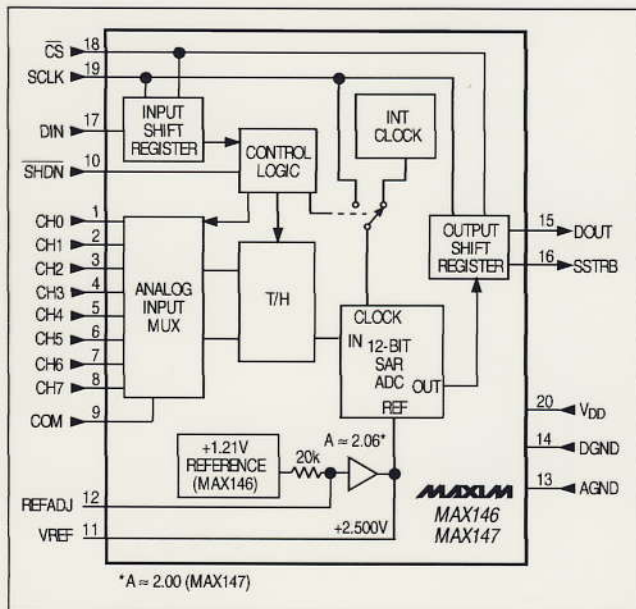 CS 18
SCLK 19
DIN 17
SHDN 10
CH0 1
CH1 2
CH2 3
CH3 4
CH4 5
CH5 6
CH6 7
CH7 8
COM 9
REFADJ 12
VREF 11
INPUT
SHIFT
REGISTER
CONTROL
LOGIC
INT
CLOCK
ANALOG
INPUT
MUX
T/H
CLOCK
IN
12-BIT
SAR
ADC
OUT
REF
OUTPUT
SHIFT
REGISTER
15 DOUT
16 SSTRB
20 VDD
14 DGND
13 AGND
+1.21V
REFERENCE
(MAX146)
20k
A ≈ 2.06*
+2.500V
MAXIM
MAX146
MAX147
*A ≈ 2.00 (MAX147)